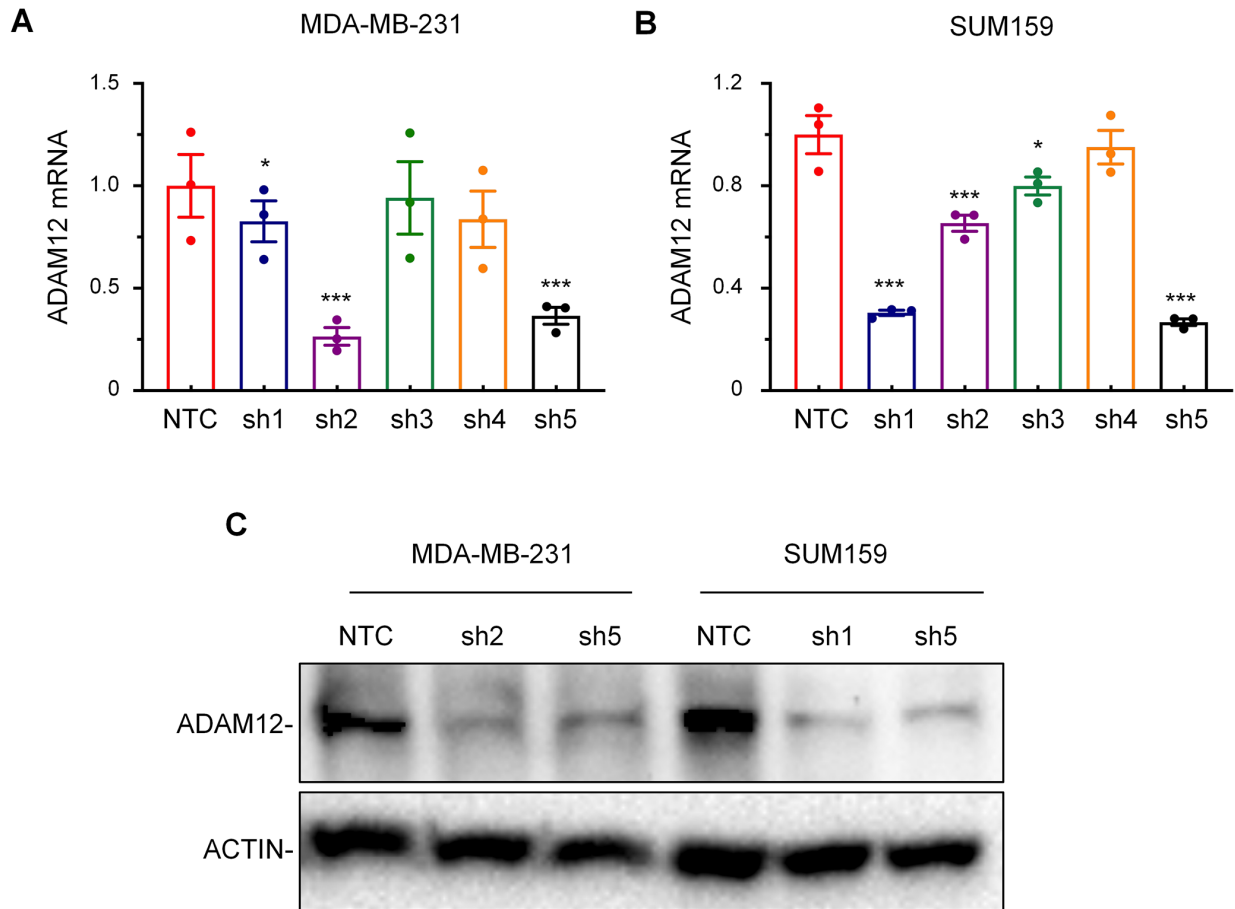 A
MDA-MB-231
ADAM12 mRNA
1.5
1.0
0.5
0
*
***
***
NTC sh1 sh2 sh3 sh4 sh5
B
SUM159
ADAM12 mRNA
1.2
0.8
0.4
0
***
***
*
***
NTC sh1 sh2 sh3 sh4 sh5
C
MDA-MB-231 SUM159
NTC sh2 sh5 NTC sh1 sh5
ADAM12-
ACTIN-